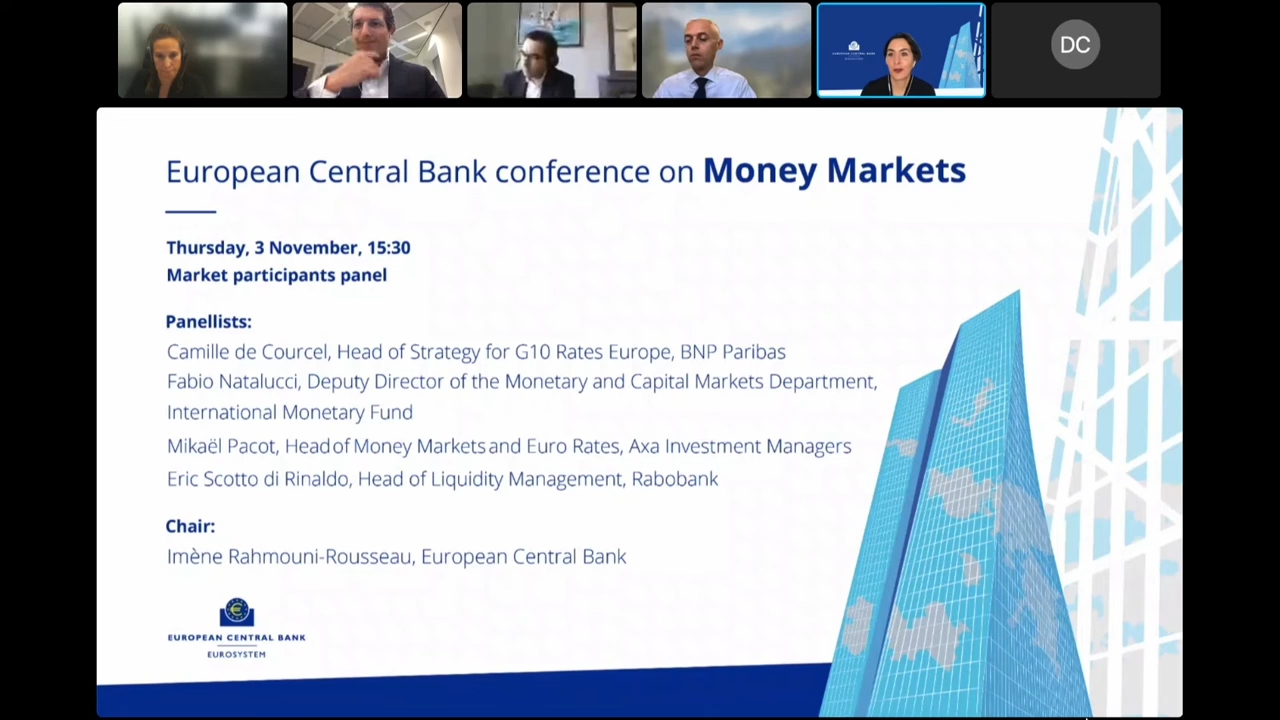 DC
European Central Bank conference on Money Markets
Thursday, 3 November, 15:30
Market participants panel
Panellists:
Camille de Courcel, Head of Strategy for G10 Rates Europe, BNP Paribas
Fabio Natalucci, Deputy Director of the Monetary and Capital Markets Department,
International Monetary Fund
Mikaël Pacot, Head of Money Markets and Euro Rates, Axa Investment Managers
Eric Scotto di Rinaldo, Head of Liquidity Management, Rabobank
Chair:
Imène Rahmouni-Rousseau, European Central Bank
EUROPEAN CENTRAL BANK
EUROSYSTEM